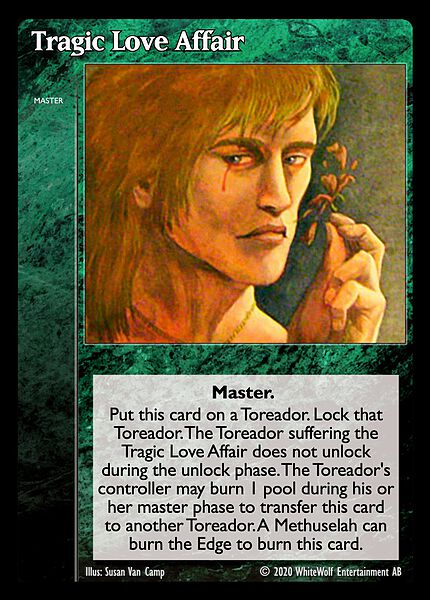 Tragic Love Affair
MASTER
Master.
Put this card on a Toreador. Lock that
Toreador. The Toreador suffering the
Tragic Love Affair does not unlock
during the unlock phase. The Toreador's
controller may burn 1 pool during his or
her master phase to transfer this card
to another Toreador. A Methuselah can
burn the Edge to burn this card.
Illus: Susan Van Camp © 2020 WhiteWolf Entertainment AB